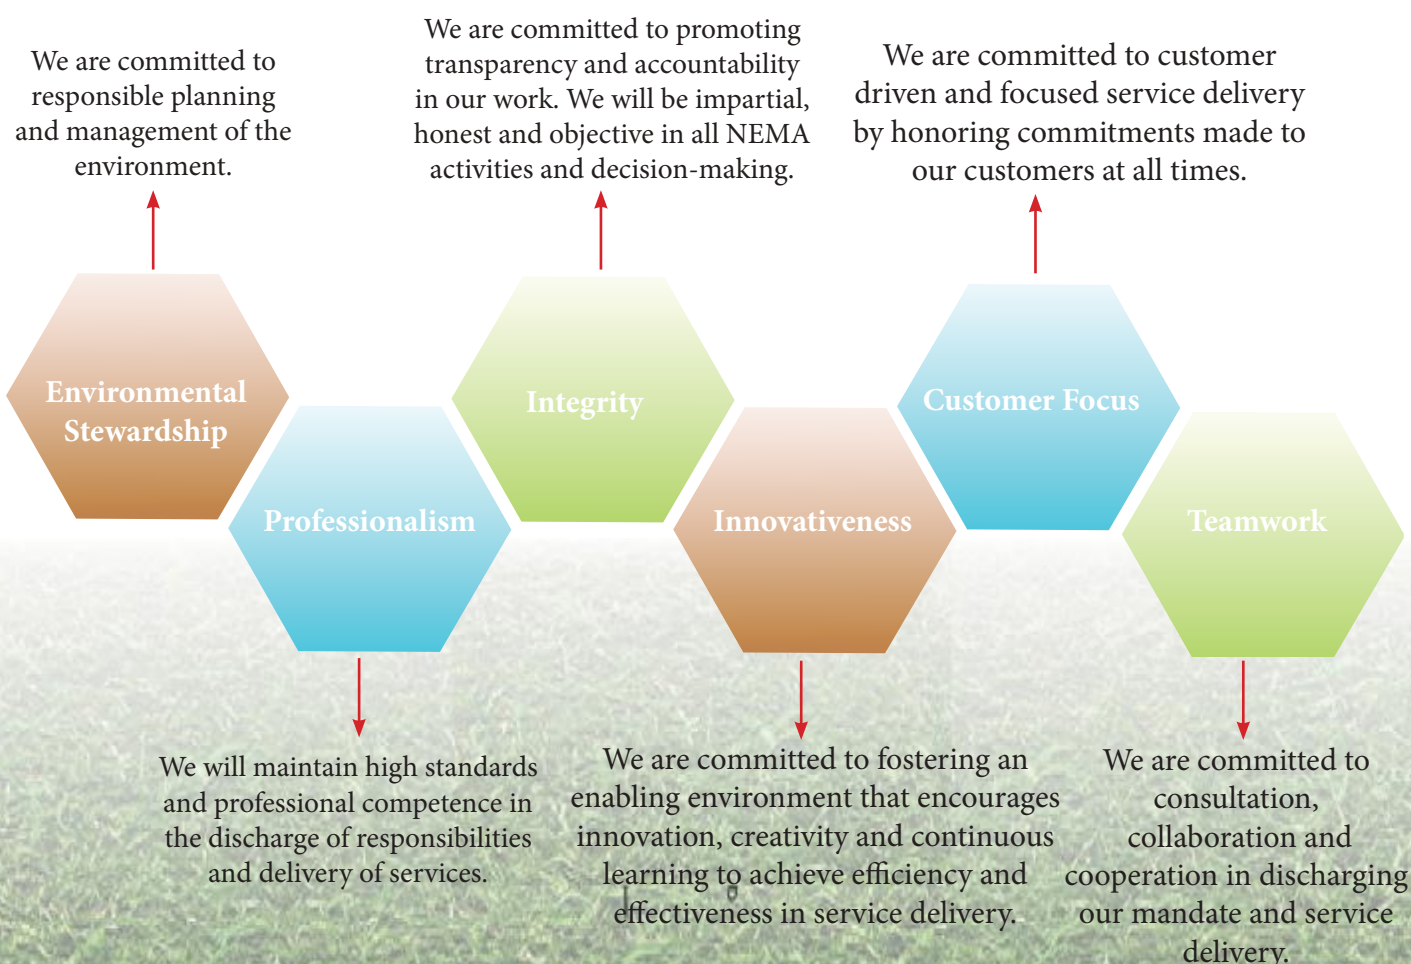 We are committed to
responsible planning
and management of the
environment.
We are committed to promoting
transparency and accountability
in our work. We will be impartial,
honest and objective in all NEMA
activities and decision-making.
We are committed to customer
driven and focused service delivery
by honoring commitments made to
our customers at all times.
Environmental
Stewardship
Professionalism
Integrity
Innovativeness
Customer Focus
Teamwork
We will maintain high standards
and professional competence in
the discharge of responsibilities
and delivery of services.
We are committed to fostering an
enabling environment that encourages
innovation, creativity and continuous
learning to achieve efficiency and
effectiveness in service delivery.
We are committed to
consultation,
collaboration and
cooperation in discharging
our mandate and service
delivery.